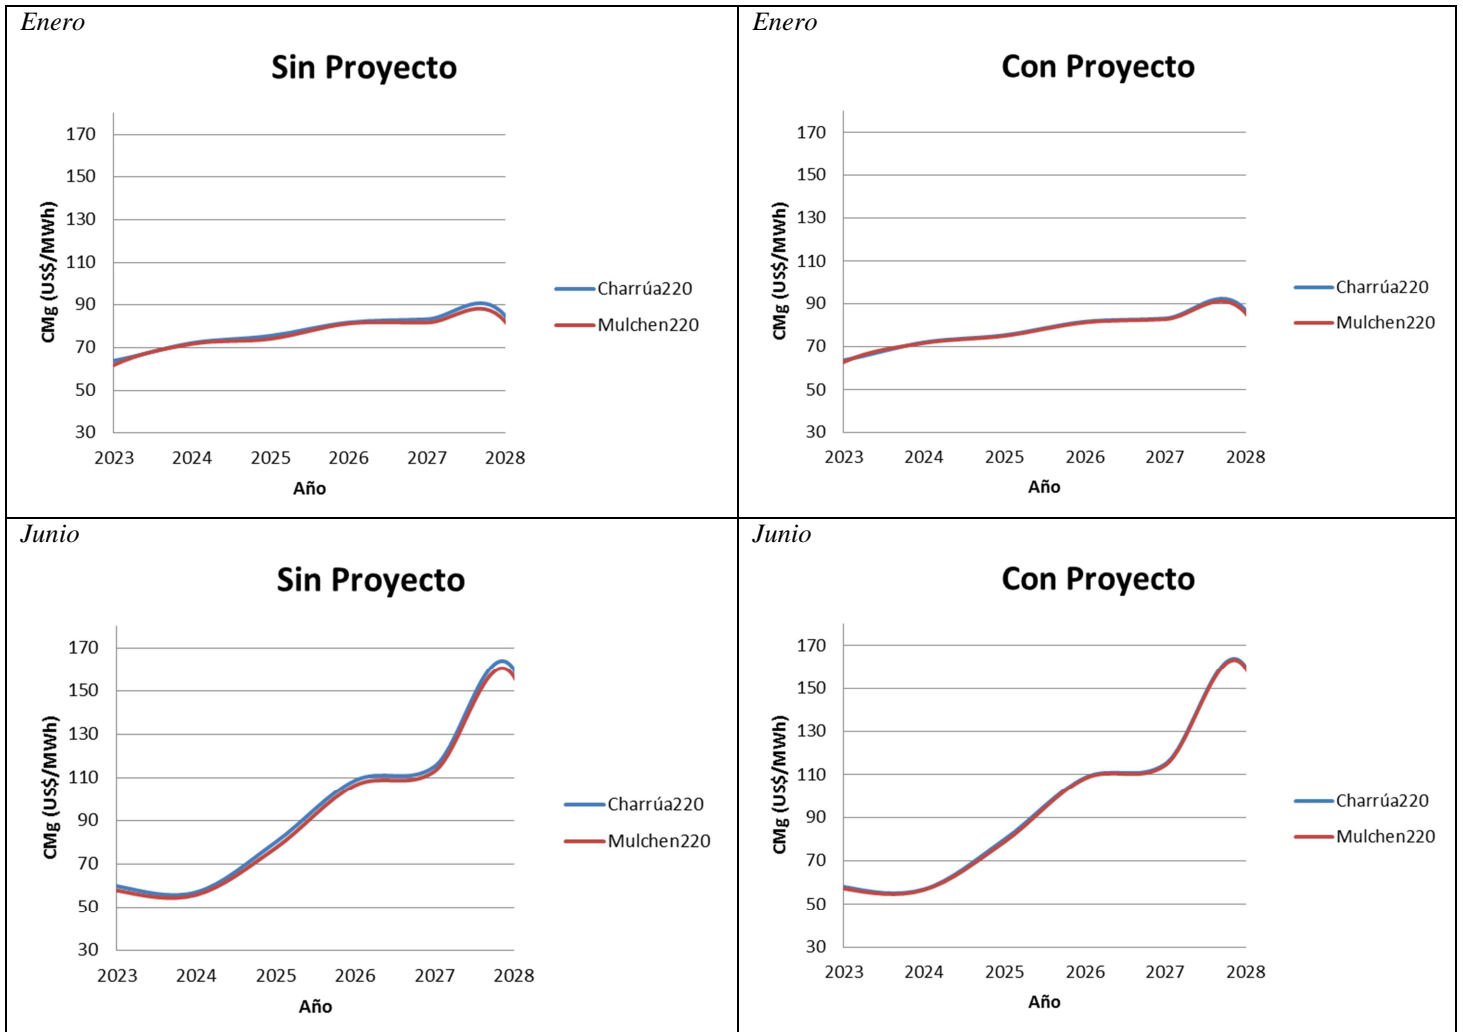 Enero
Sin Proyecto
CMg (US$/MWh)
170
150
130
110
90
70
50
30
2023 2024 2025 2026 2027 2028
Año
Charrúa220
Mulchen220
Enero
Con Proyecto
CMg (US$/MWh)
170
150
130
110
90
70
50
30
2023 2024 2025 2026 2027 2028
Año
Charrúa220
Mulchen220
Junio
Sin Proyecto
CMg (US$/MWh)
170
150
130
110
90
70
50
30
2023 2024 2025 2026 2027 2028
Año
Charrúa220
Mulchen220
Junio
Con Proyecto
CMg (US$/MWh)
170
150
130
110
90
70
50
30
2023 2024 2025 2026 2027 2028
Año
Charrúa220
Mulchen220